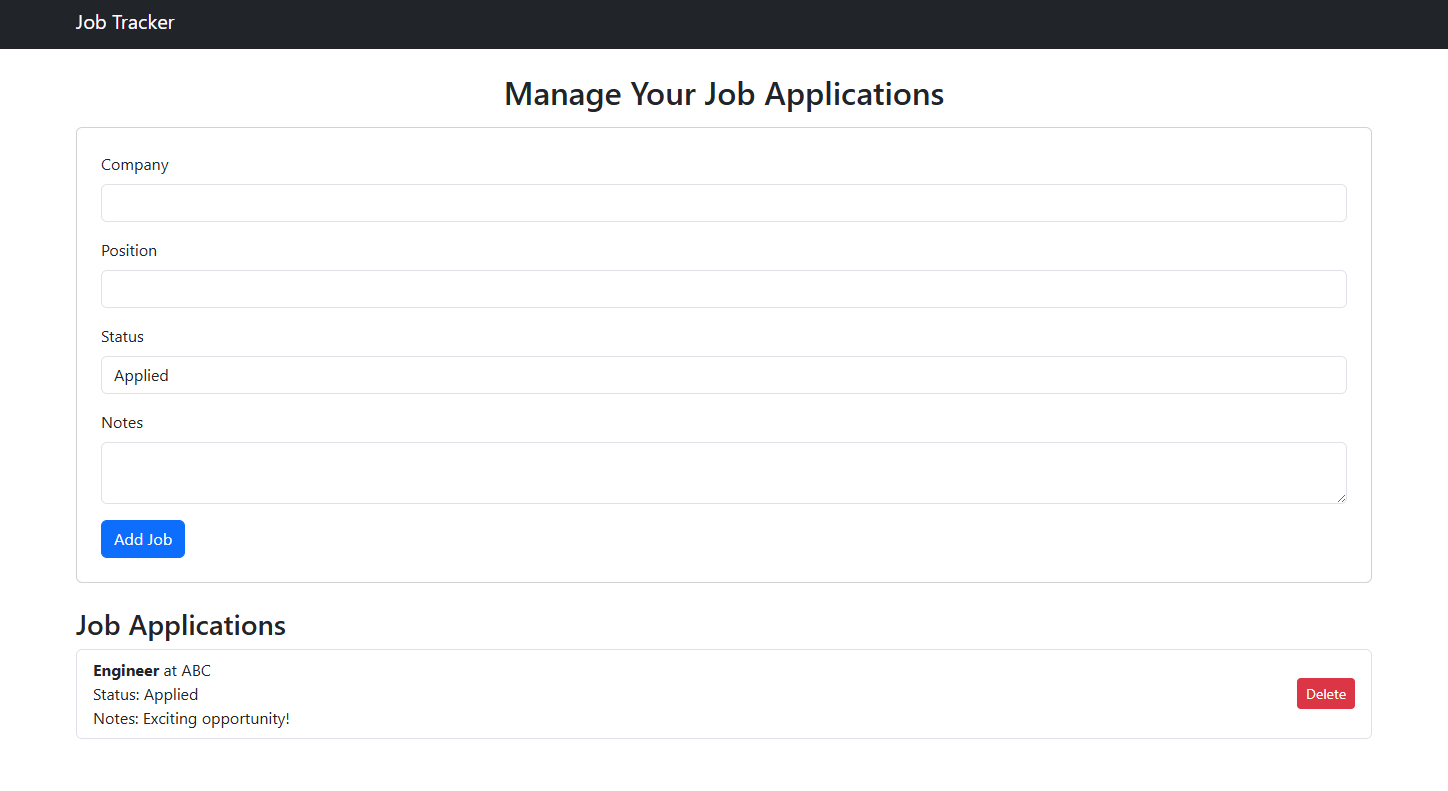 Job Tracker
Manage Your Job Applications
Company
Position
Status
Applied
Notes
Add Job
Job Applications
Engineer at ABC
Status: Applied
Notes: Exciting opportunity!
Delete